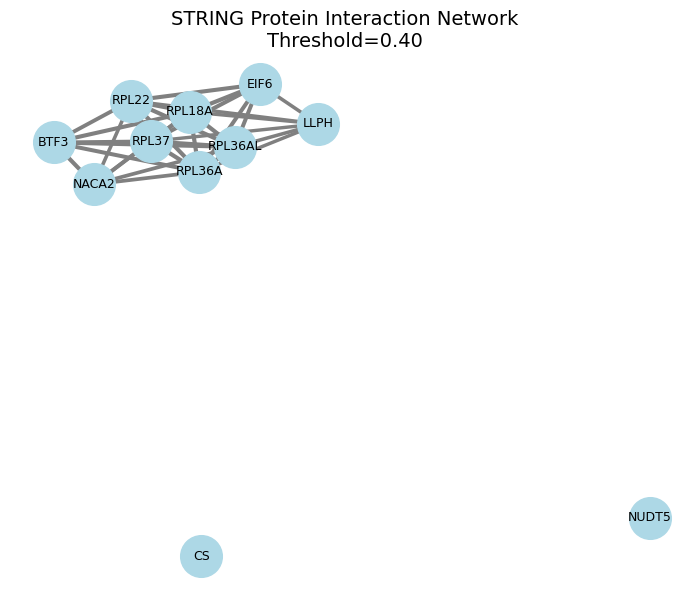 STRING Protein Interaction Network
Threshold=0.40
EIF6
RPL22
RPL18A
LLPH
BTF3
RPL37
RPL36AL
RPL36A
NACA2
NUDT5
CS